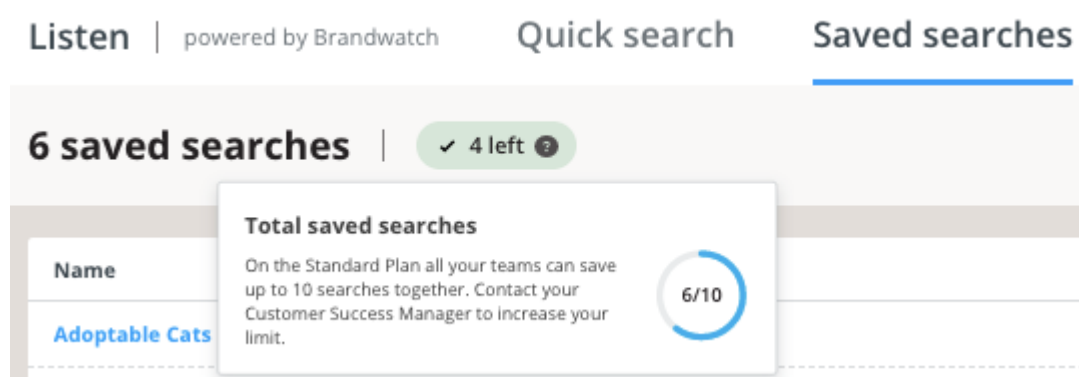 Listen | powered by Brandwatch Quick search Saved searches
6 saved searches | ✓ 4 left ?
Total saved searches
On the Standard Plan all your teams can save
up to 10 searches together. Contact your
Customer Success Manager to increase your
limit.
6/10
Name
Adoptable Cats